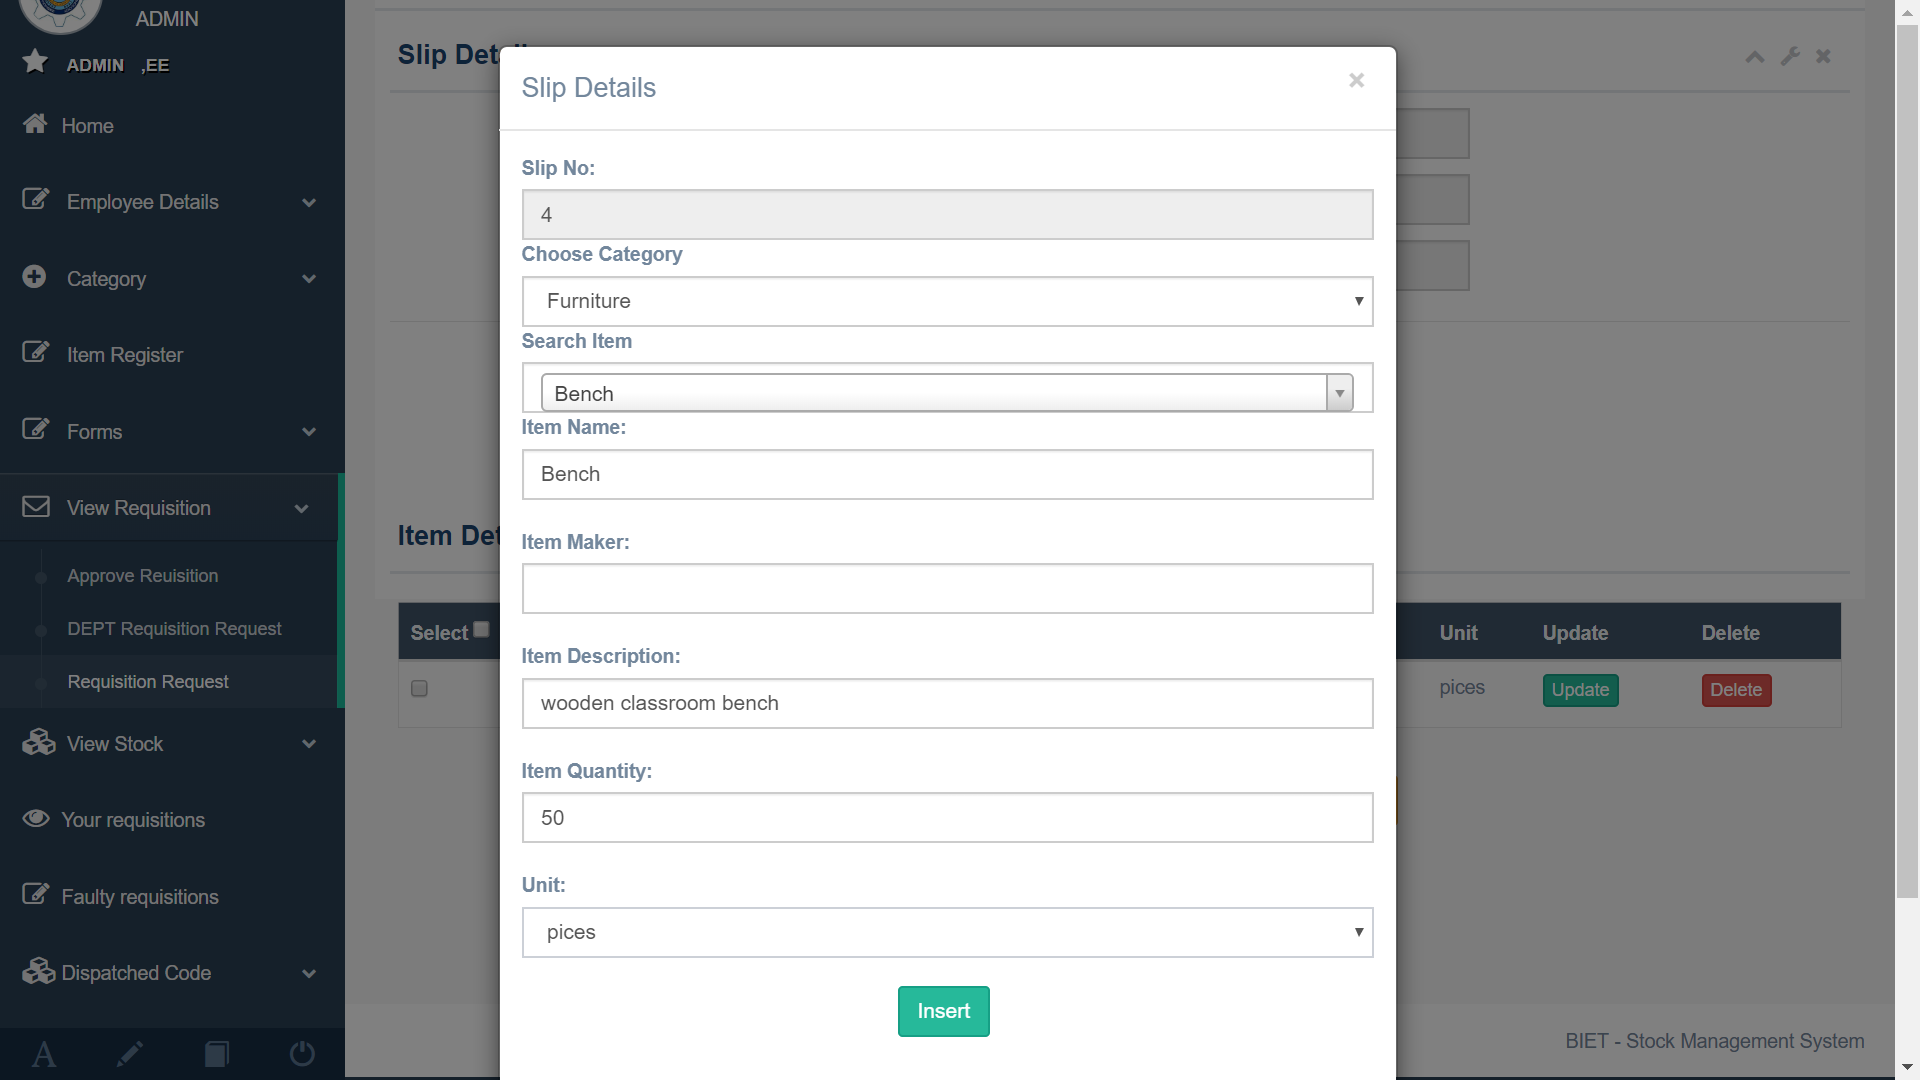 ADMIN
ADMIN ,EE
Home
Employee Details
Category
Item Register
Forms
View Requisition
Approve Reuisition
DEPT Requisition Request
Requisition Request
View Stock
Your requisitions
Faulty requisitions
Dispatched Code
A
Slip Det
Slip Details
×
Slip No:
4
Choose Category
Furniture
Search Item
Bench
Item Name:
Bench
Item Maker:
Item Description:
wooden classroom bench
Item Quantity:
50
Unit:
pices
Insert
Item Det
Select Unit Update Delete
pices Update Delete
BIET - Stock Management System